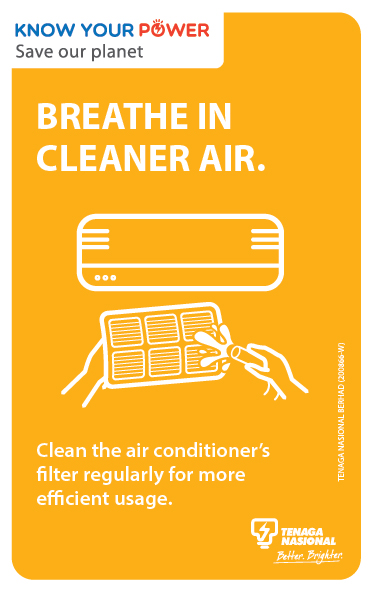 KNOW YOUR POWER
Save our planet
BREATHE IN
CLEANER AIR.
TENAGA NASIONAL BERHAD (200866-W)
Clean the air conditioner's
filter regularly for more
efficient usage.
TENAGA
NASIONAL
Better. Brighter.